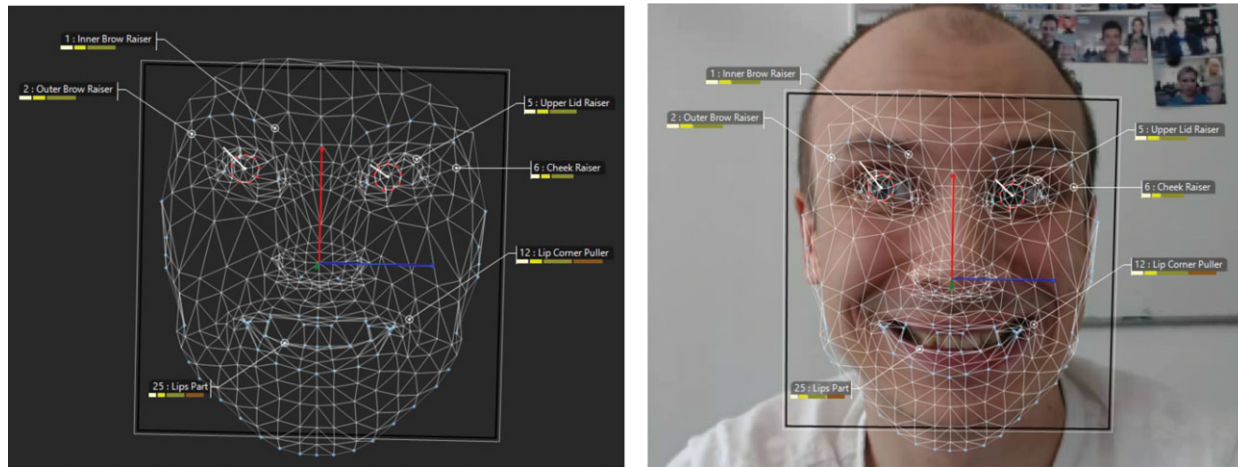 1 : Inner Brow Raiser
2 : Outer Brow Raiser
5 : Upper Lid Raiser
6 : Cheek Raiser
12 : Lip Corner Puller
25 : Lips Part
1 : Inner Brow Raiser
2 : Outer Brow Raiser
5 : Upper Lid Raiser
6 : Cheek Raiser
12 : Lip Corner Puller
25 : Lips Part